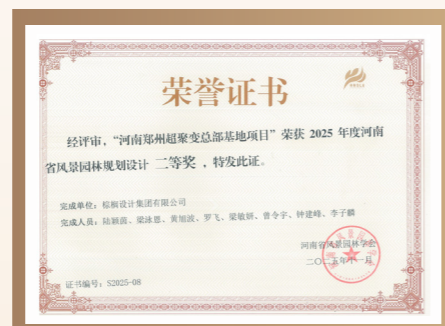 荣誉证书
经评审，“河南郑州超聚变总部基地项目”荣获 2025 年度河南
省风景园林规划设计 二等奖 ，特发此证。
完成单位：棕榈设计集团有限公司
完成人员：陆颖茵、梁泳恩、黄旭波、罗飞、梁敏妍、曾令宇、钟建峰、李子麟
河南省风景园林学会
二〇二五年十一月
证书编号：S2025-08